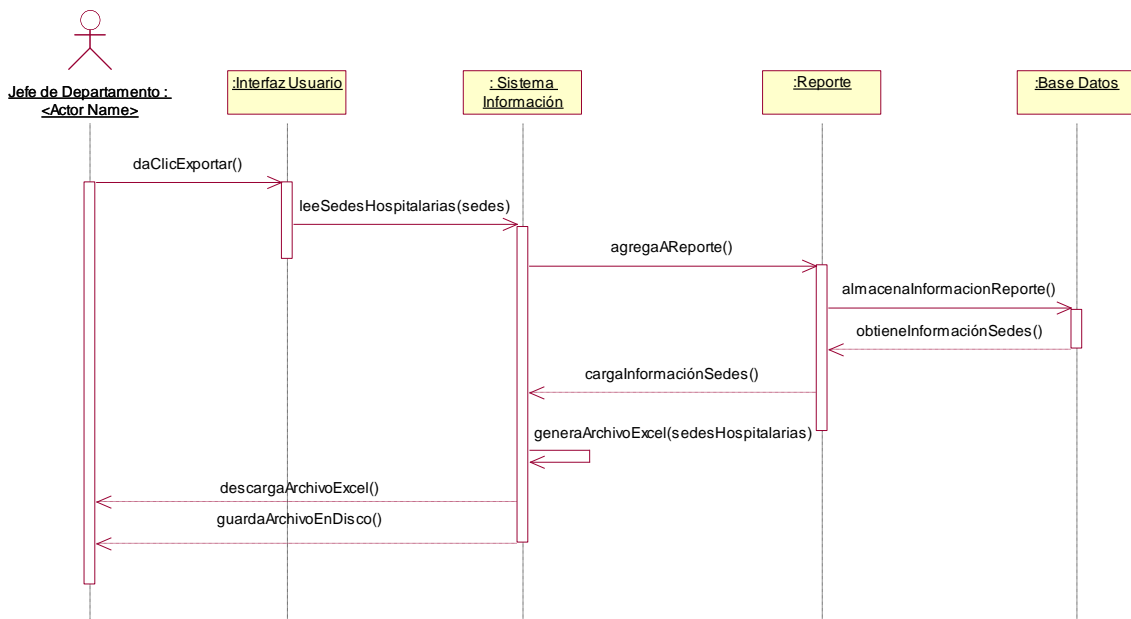 Jefe de Departamento :
<Actor Name>
:Interfaz Usuario
: Sistema
Información
:Reporte
:Base Datos
daClicExportar()
leeSedesHospitalarias(sedes)
agregaAReporte()
almacenaInformacionReporte()
obtieneInformaciónSedes()
cargaInformaciónSedes()
generaArchivoExcel(sedesHospitalarias)
descargaArchivoExcel()
guardaArchivoEnDisco()